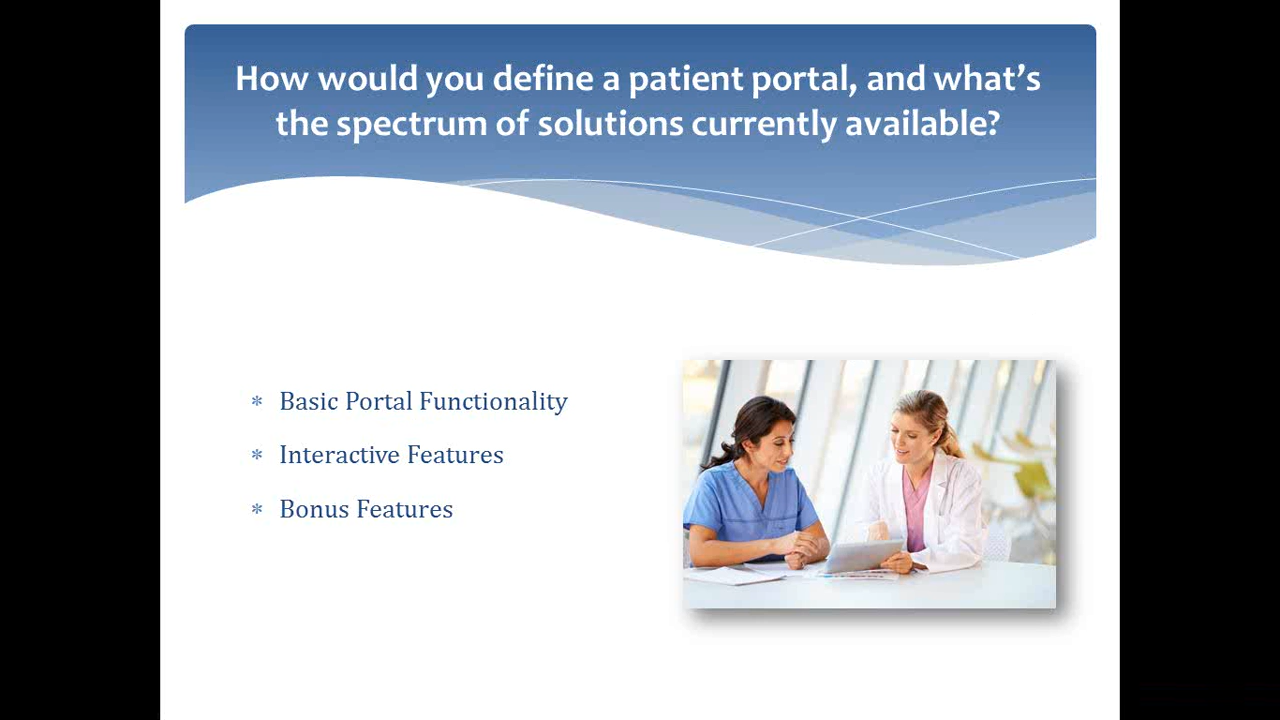 How would you define a patient portal, and what’s
the spectrum of solutions currently available?
* Basic Portal Functionality
* Interactive Features
* Bonus Features